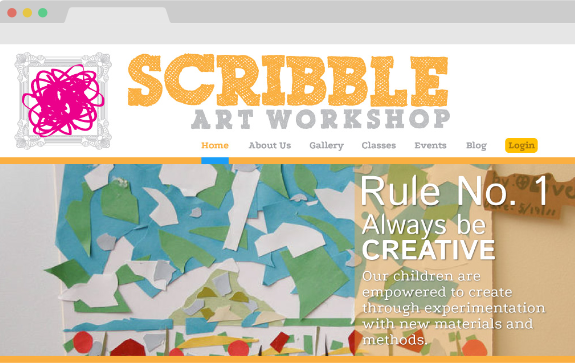 SCRIBBLE
ART WORKSHOP
Home About Us Gallery Classes Events Blog Login
Rule No. 1
Always be
CREATIVE
Our children are
empowered to create
through experimentation
with new materials and
methods.